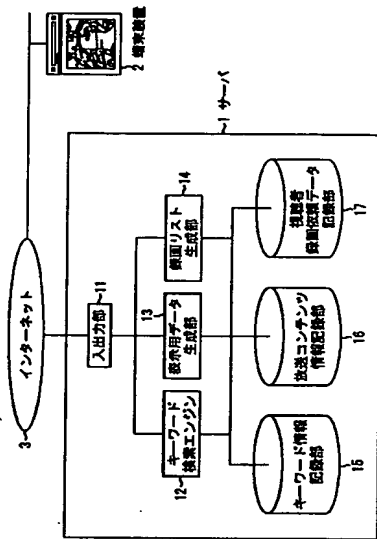 インターネット
3
2 端末装置
1 サーバ
入出力部
11
キーワード
検索エンジン
12
13
表示用データ
生成部
録画リスト
生成部
14
キーワード情報
記録部
15
放送コンテンツ
情報記録部
16
視聴者
録画依頼データ
記録部
17